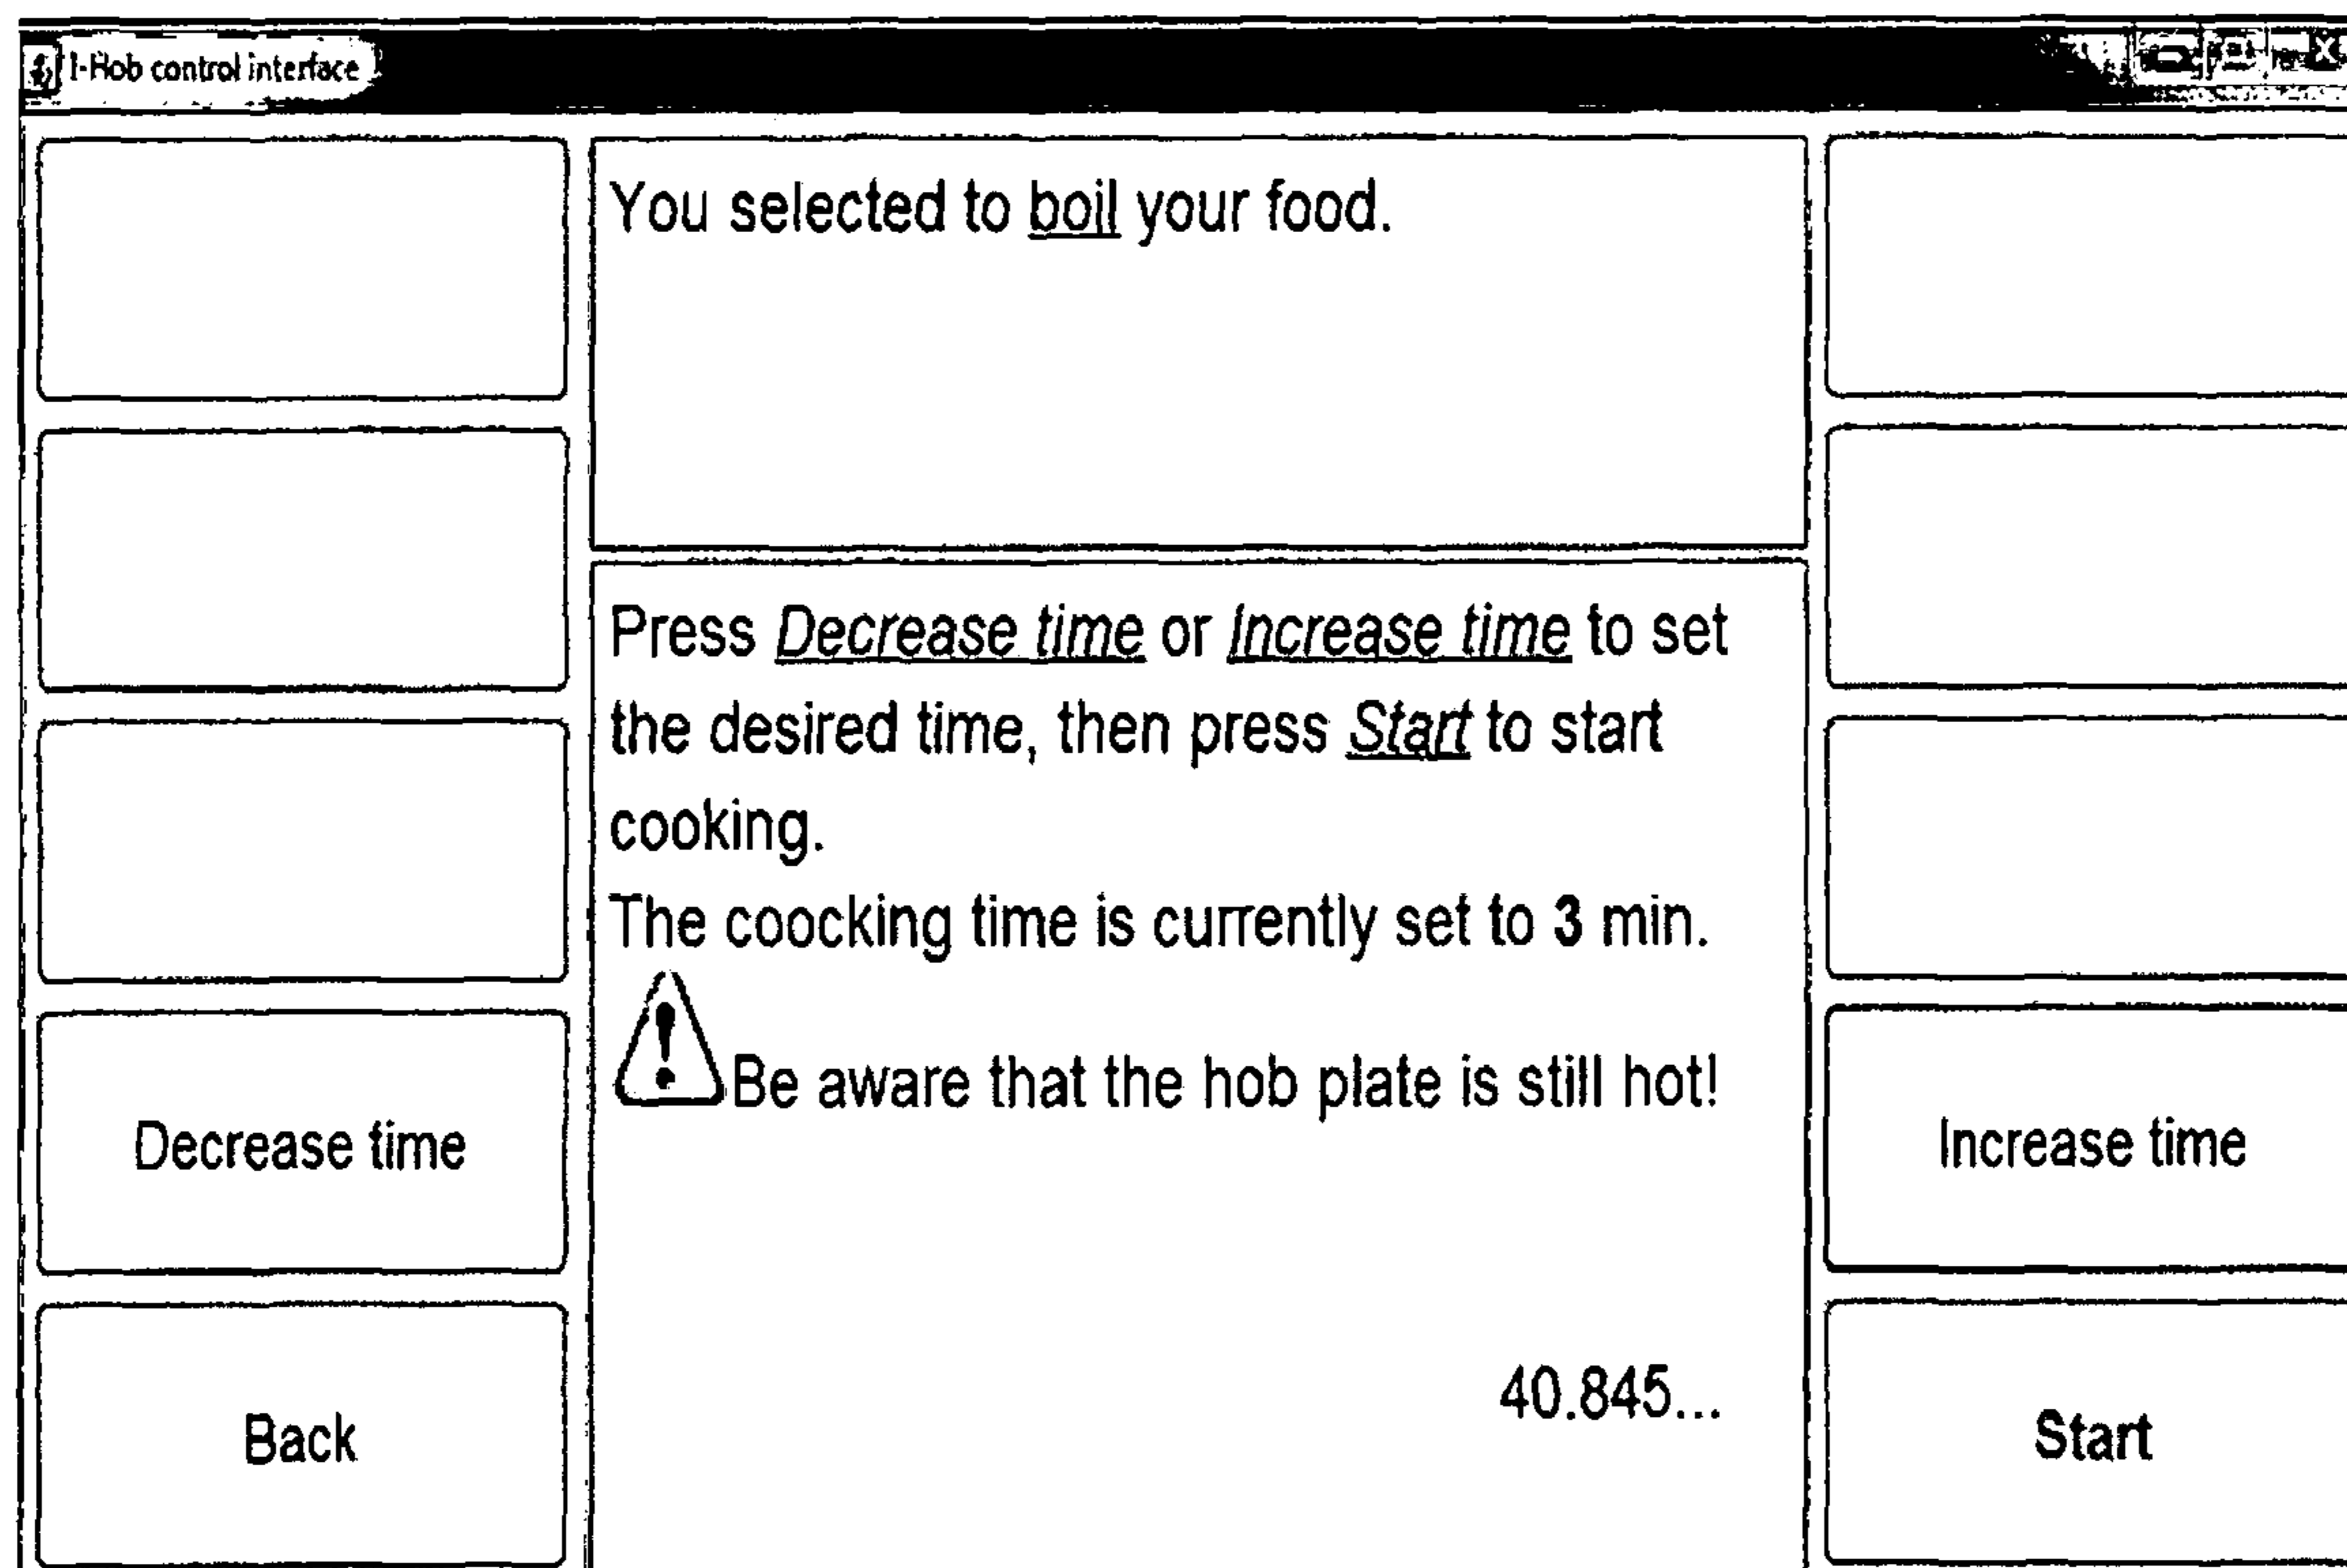 I-Hob control interface
You selected to boil your food.
Press Decrease time or Increase time to set
the desired time, then press Start to start
cooking.
The coocking time is currently set to 3 min.
Be aware that the hob plate is still hot!
Decrease time
Increase time
40.845...
Back
Start